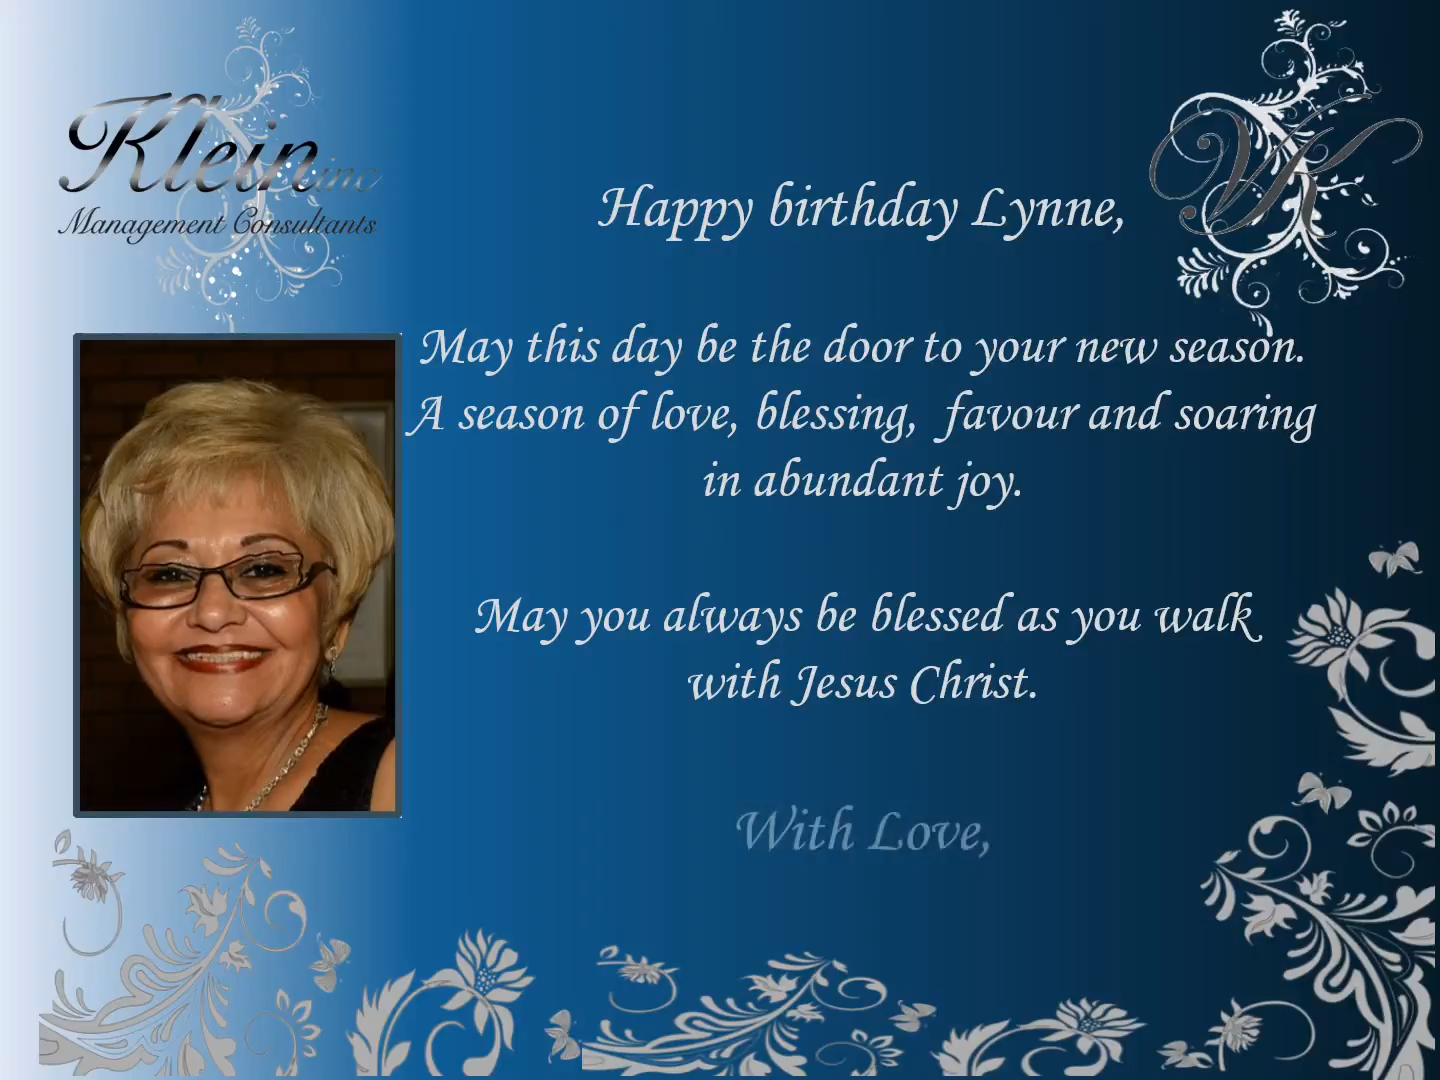 Klein inc
Management Consultants
VK
Happy birthday Lynne,
May this day be the door to your new season.
A season of love, blessing, favour and soaring
in abundant joy.
May you always be blessed as you walk
with Jesus Christ.
With Love,